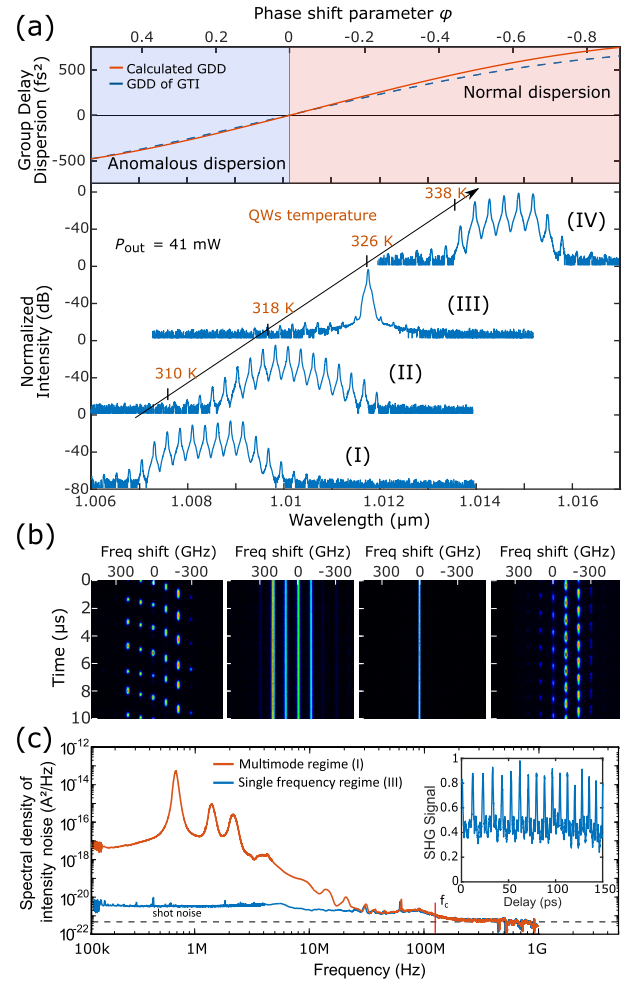 (a)
Phase shift parameter φ
0.4 0.2 0 -0.2 -0.4 -0.6 -0.8
Group Delay
Dispersion (fs²)
500
0
-500
Calculated GDD
GDD of GTI
Normal dispersion
Anomalous dispersion
Normalized
Intensity (dB)
0
-40
0
-40
0
-40
0
-40
-80
338 K
QWs temperature
(IV)
Pout = 41 mW
326 K
318 K
(III)
310 K
(II)
(I)
1.006 1.008 1.01 1.012 1.014 1.016
Wavelength (µm)
(b)
Freq shift (GHz) Freq shift (GHz) Freq shift (GHz) Freq shift (GHz)
300 0 -300 300 0 -300 300 0 -300 300 0 -300
Time (µs)
0
2
4
6
8
10
(c)
Spectral density of
intensity noise (A²/Hz)
10⁻¹²
10⁻¹⁴
10⁻¹⁶
10⁻¹⁸
10⁻²⁰
10⁻²²
Multimode regime (I)
Single frequency regime (III)
shot noise
fc
SHG Signal
1
0.8
0.6
0.4
0.2
0
0 50 100 150
Delay (ps)
100k 1M 10M 100M 1G
Frequency (Hz)